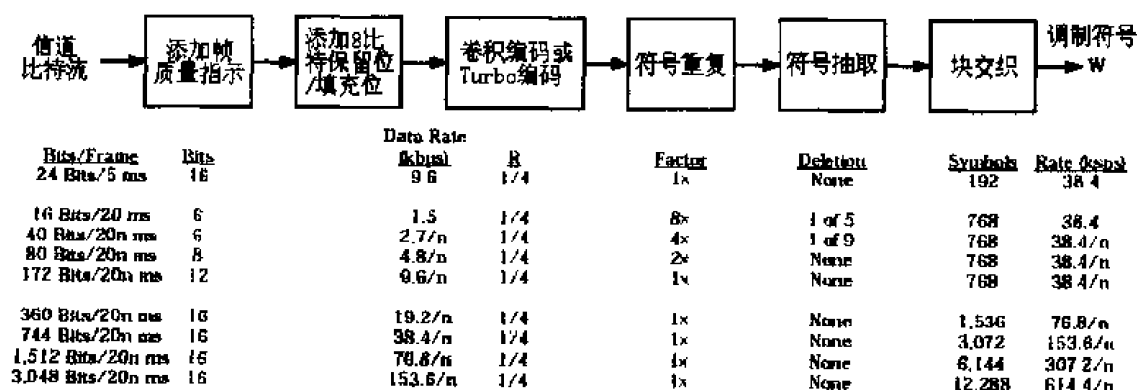 信道
比特流
添加帧
质量指示
添加8比
特保留位
/填充位
卷积编码或
Turbo编码
符号重复
符号抽取
块交织
调制符号
W
Data Rate
Bits/Frame Bits (kbps) R Factor Deletion Symbols Rate (ksps)
24 Bits/5 ms 16 9.6 1/4 1× None 192 38.4
16 Bits/20 ms 6 1.5 1/4 8× 1 of 5 768 38.4
40 Bits/20n ms 6 2.7/n 1/4 4× 1 of 9 768 38.4/n
80 Bits/20n ms 8 4.8/n 1/4 2× None 768 38.4/n
172 Bits/20n ms 12 9.6/n 1/4 1× None 768 38.4/n
360 Bits/20n ms 16 19.2/n 1/4 1× None 1,536 76.8/n
744 Bits/20n ms 16 38.4/n 1/4 1× None 3,072 153.6/n
1,512 Bits/20n ms 16 76.8/n 1/4 1× None 6,144 307.2/n
3,048 Bits/20n ms 16 153.6/n 1/4 1× None 12,288 614.4/n